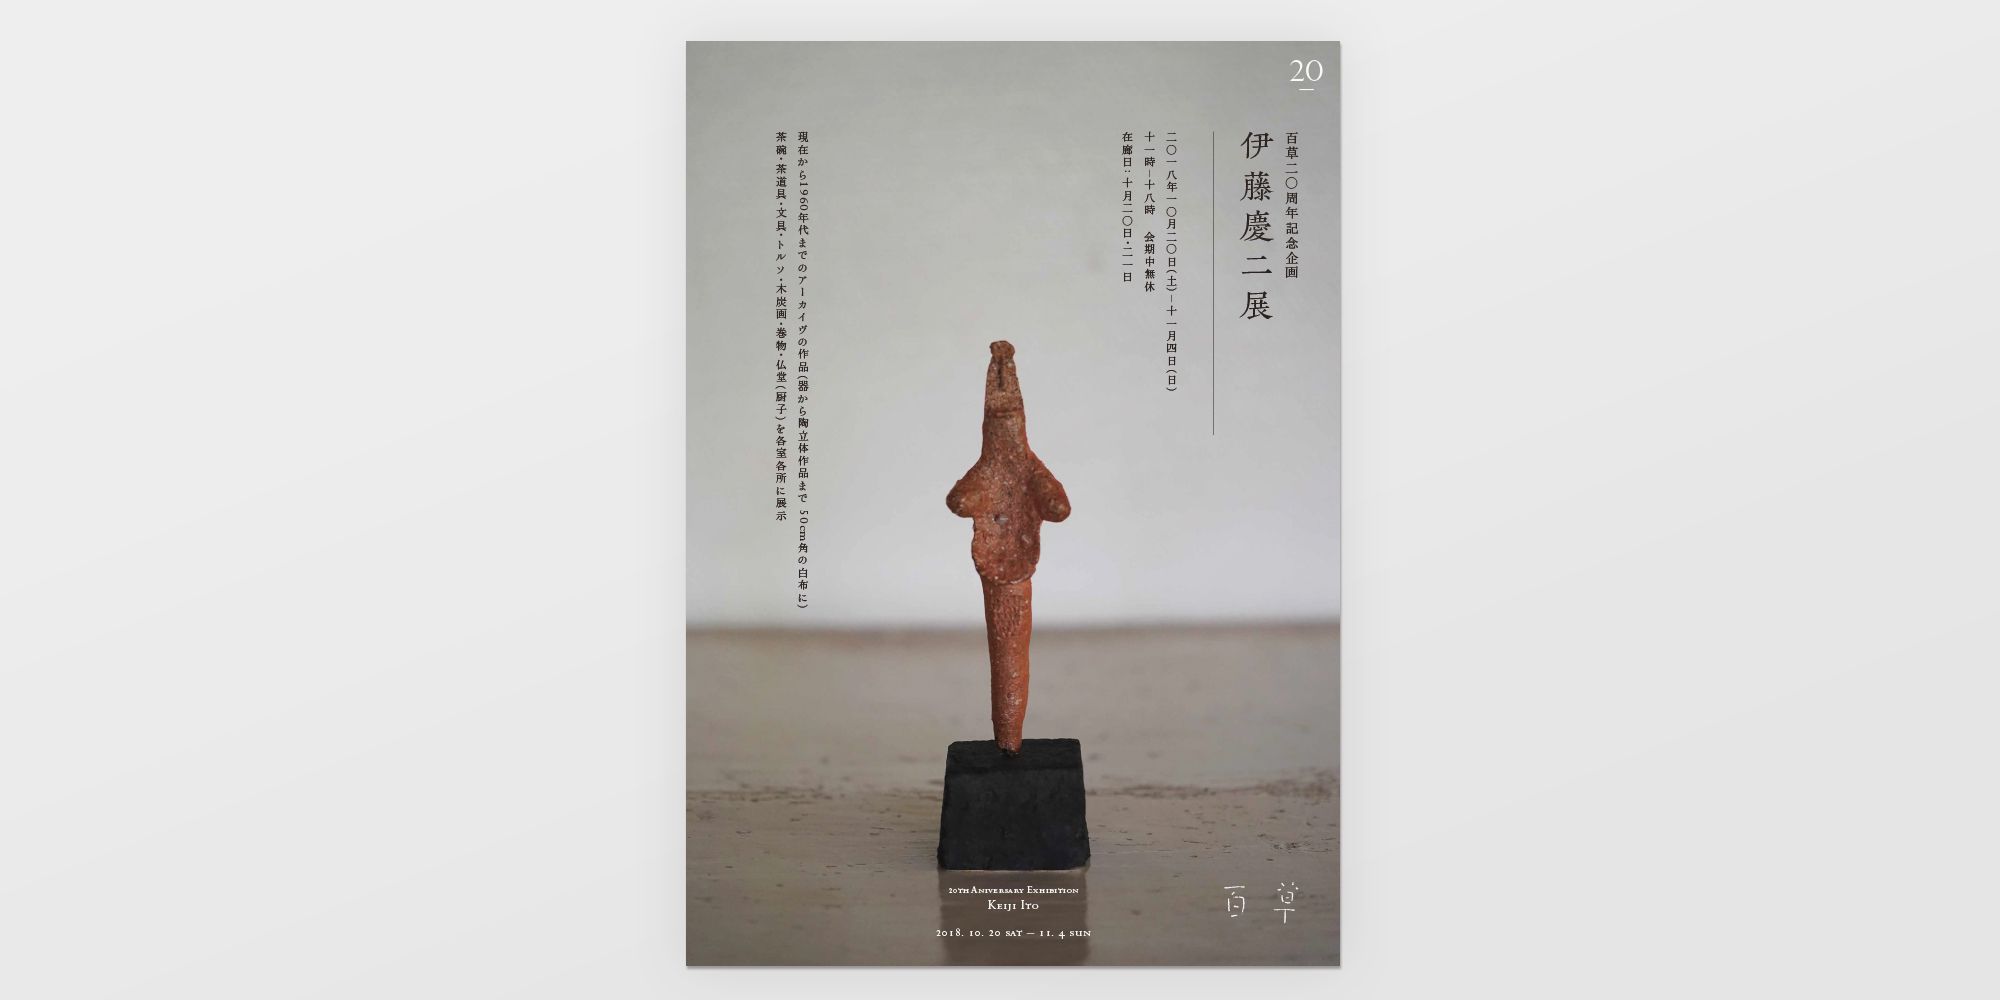 20
百草二〇周年記念企画
伊藤慶二展
二〇一八年一〇月二〇日(土)—十一月四日(日)
十一時—十八時　会期中無休
在廊日:十月二〇日・二一日
現在から1960年代までのアーカイヴの作品(器から陶立体作品まで 50cm角の白布に)
茶碗・茶道具・文具・トルソ・木炭画・巻物・仏堂(厨子)を各室各所に展示
20th Aniversary Exhibition
Keiji Ito
2018. 10. 20 sat — 11. 4 sun
百草